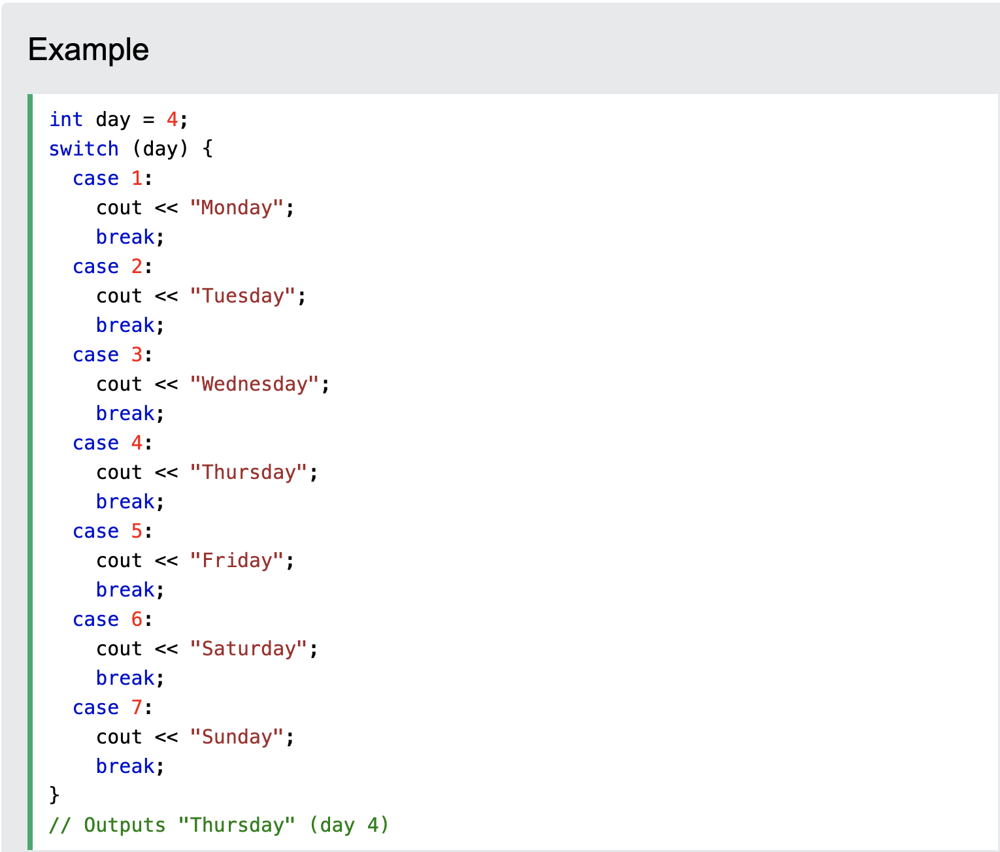 Example
int day = 4;
switch (day) {
  case 1:
    cout << "Monday";
    break;
  case 2:
    cout << "Tuesday";
    break;
  case 3:
    cout << "Wednesday";
    break;
  case 4:
    cout << "Thursday";
    break;
  case 5:
    cout << "Friday";
    break;
  case 6:
    cout << "Saturday";
    break;
  case 7:
    cout << "Sunday";
    break;
}
// Outputs "Thursday" (day 4)